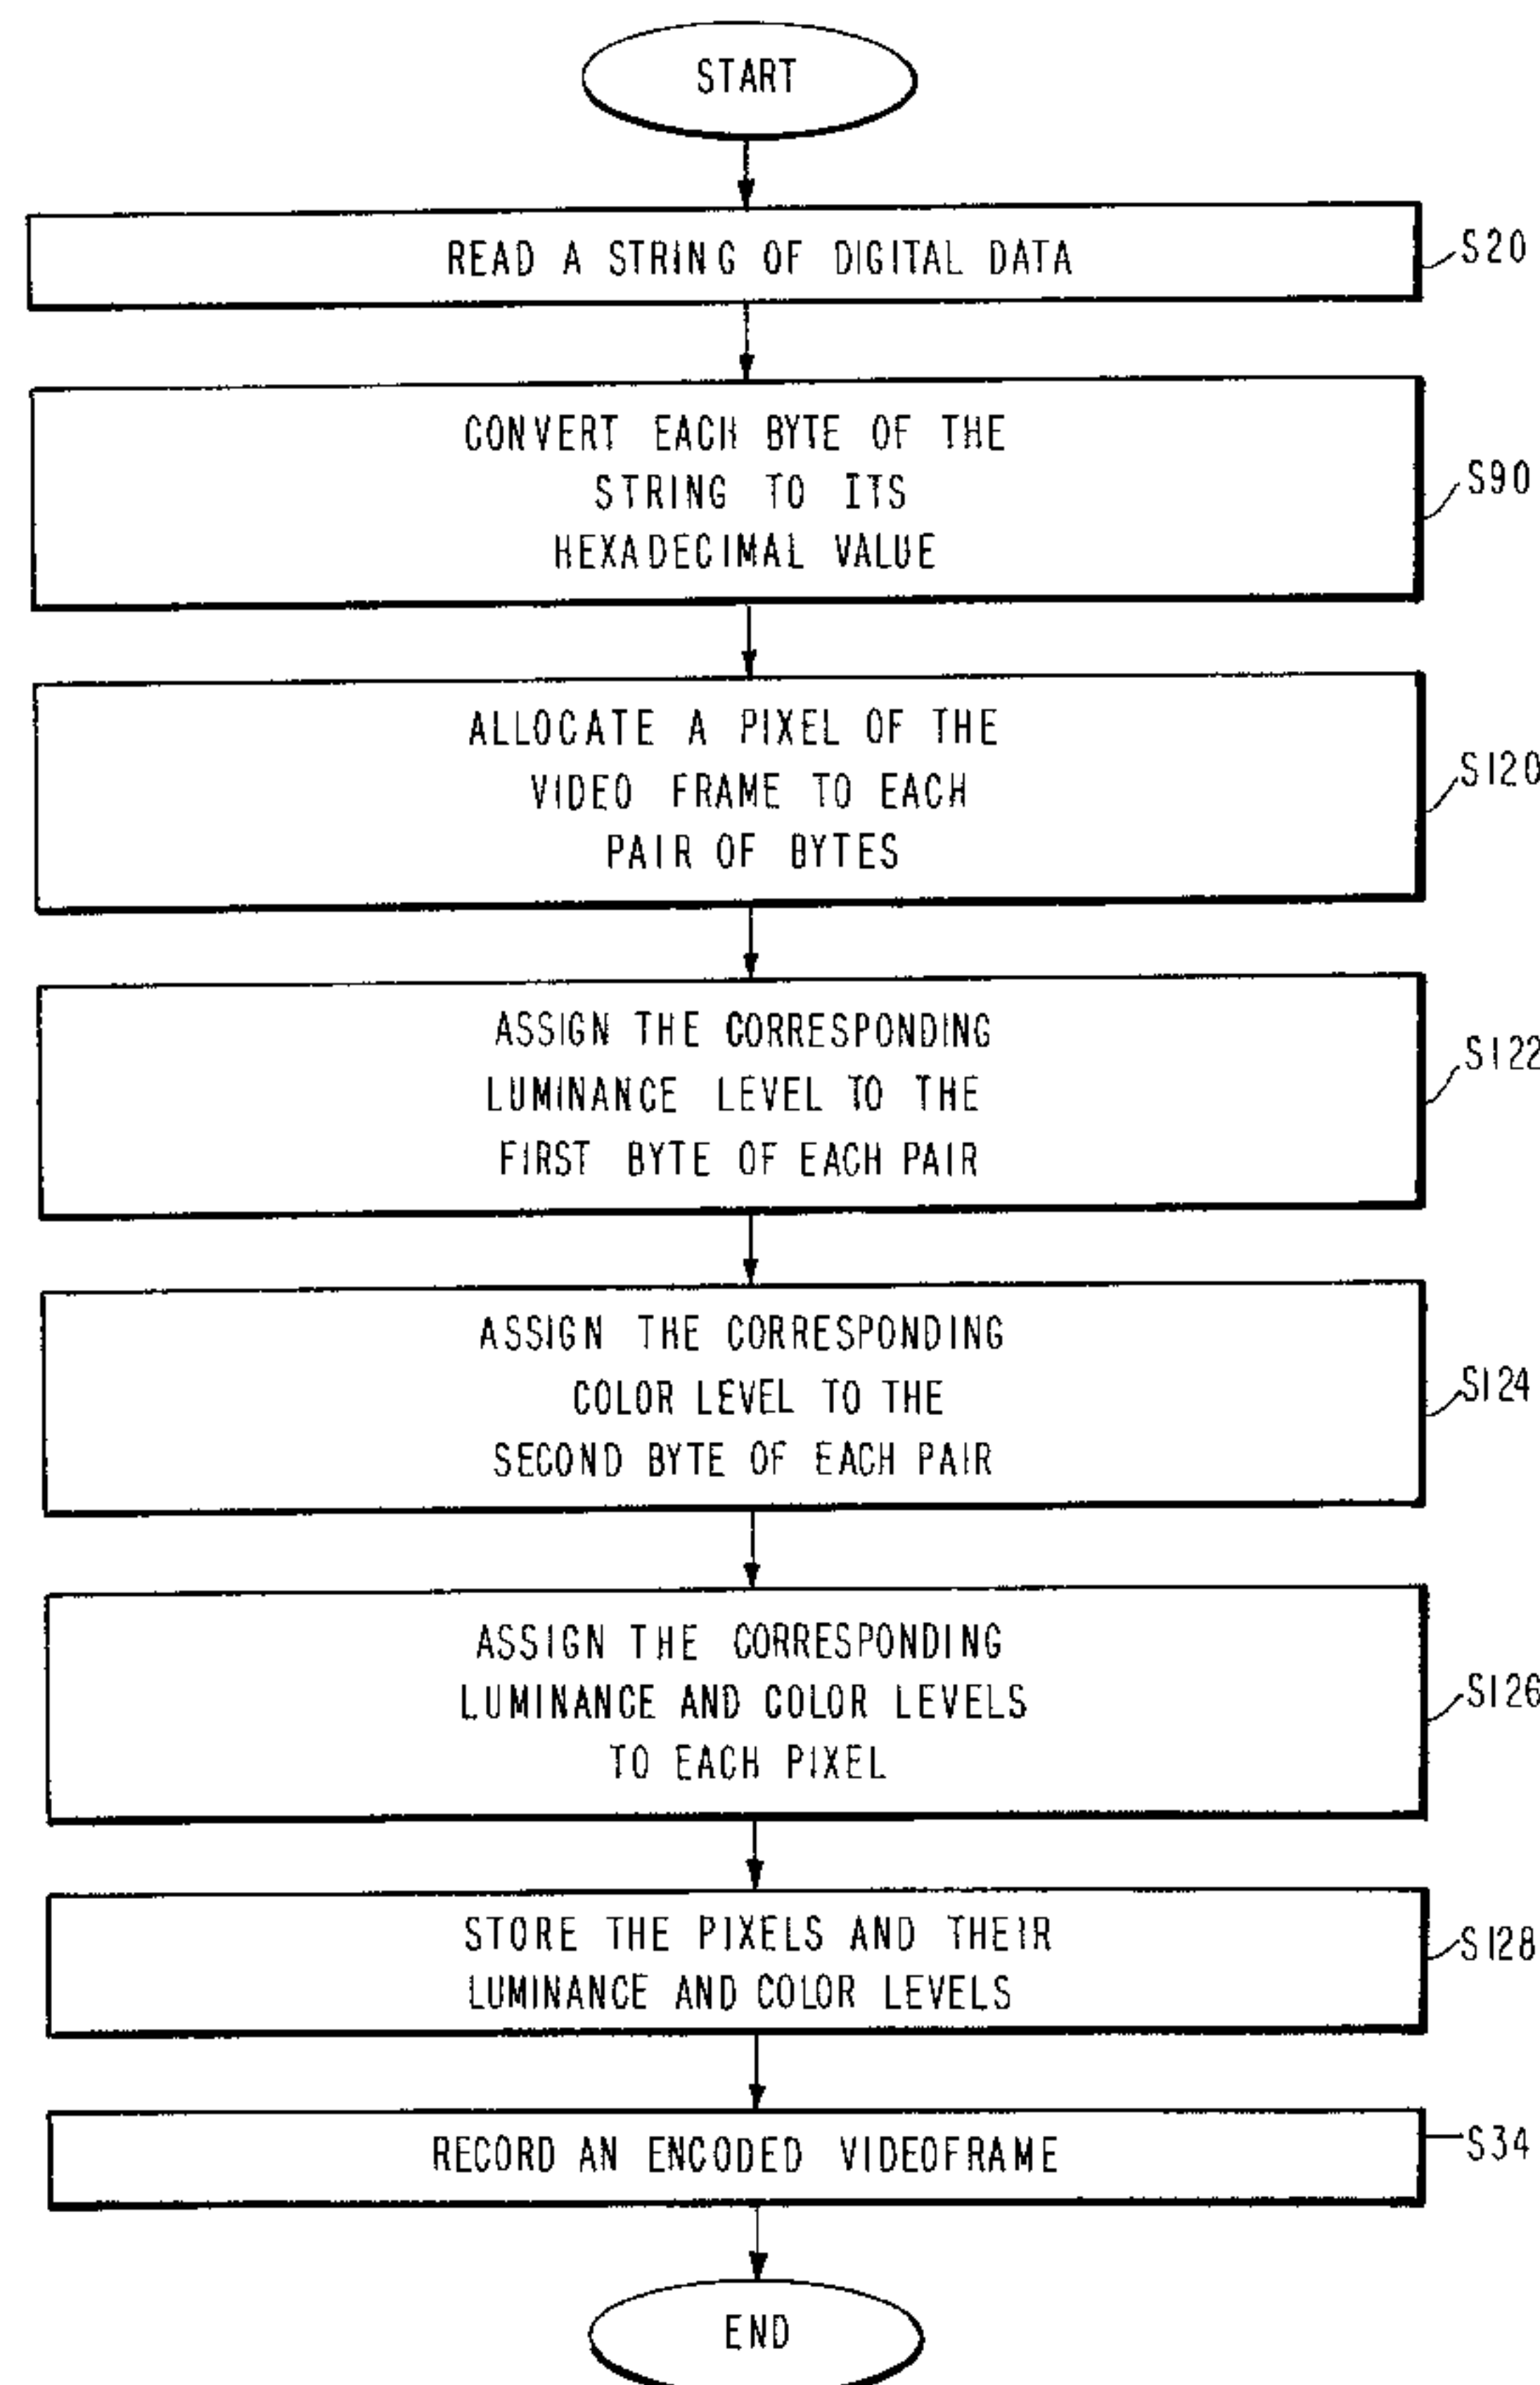 START
READ A STRING OF DIGITAL DATA
S20
CONVERT EACH BYTE OF THE
STRING TO ITS
HEXADECIMAL VALUE
S90
ALLOCATE A PIXEL OF THE
VIDEO FRAME TO EACH
PAIR OF BYTES
S120
ASSIGN THE CORRESPONDING
LUMINANCE LEVEL TO THE
FIRST BYTE OF EACH PAIR
S122
ASSIGN THE CORRESPONDING
COLOR LEVEL TO THE
SECOND BYTE OF EACH PAIR
S124
ASSIGN THE CORRESPONDING
LUMINANCE AND COLOR LEVELS
TO EACH PIXEL
S126
STORE THE PIXELS AND THEIR
LUMINANCE AND COLOR LEVELS
S128
RECORD AN ENCODED VIDEOFRAME
S34
END